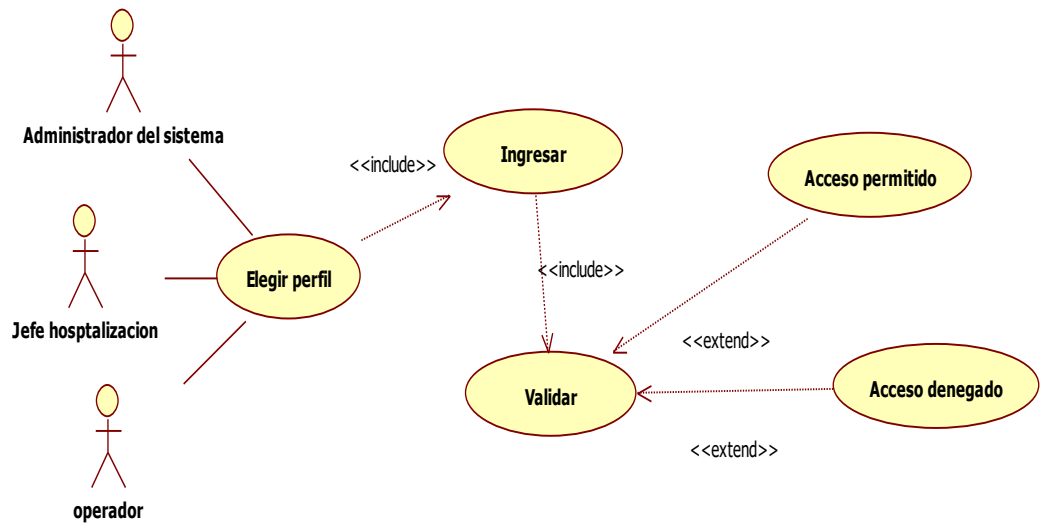 Administrador del sistema
<<include>>
Ingresar
Acceso permitido
Elegir perfil
<<include>>
Jefe hosptalizacion
<<extend>>
Validar
Acceso denegado
<<extend>>
operador